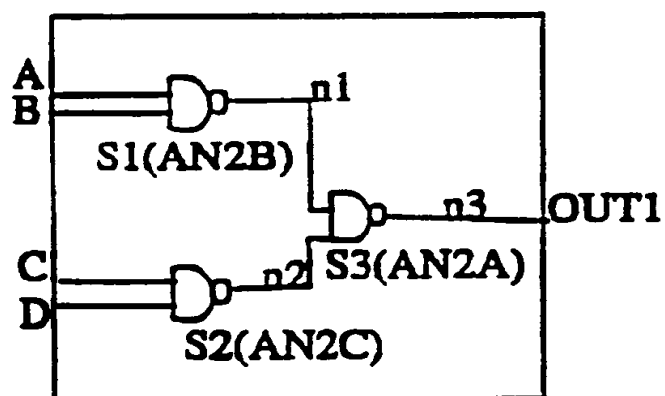 A
B
n1
S1(AN2B)
n3
OUT1
C
n2
S3(AN2A)
D
S2(AN2C)